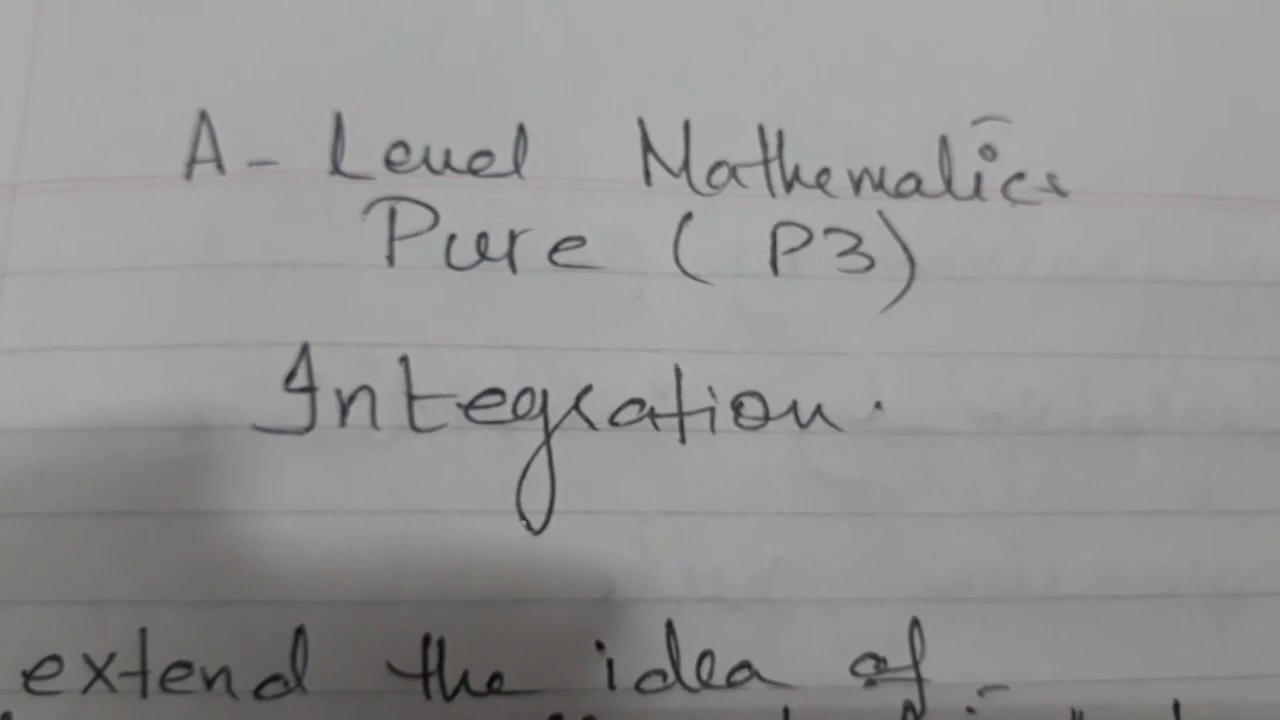 A- Level Mathematics
Pure (P3)
Integration.
extend the idea of